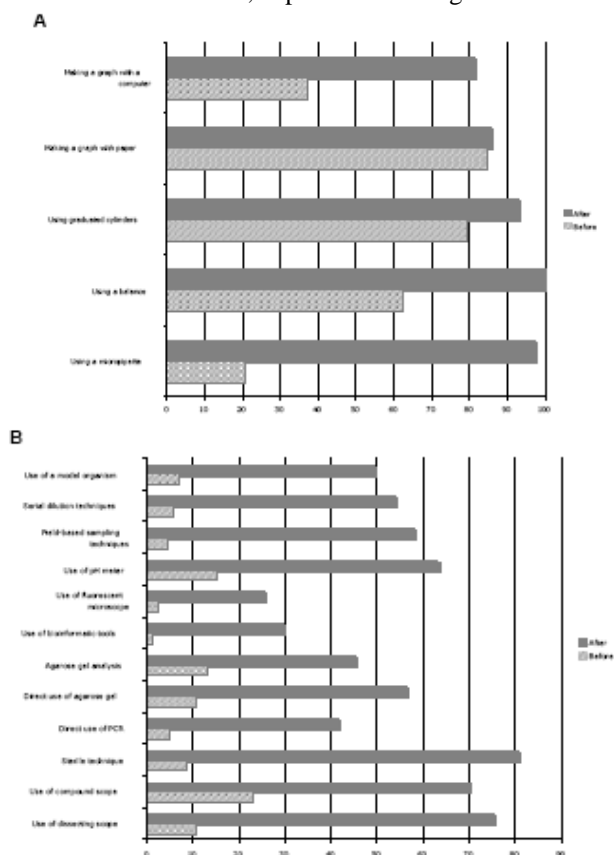 A
Making a graph with a
computer
Making a graph with paper
Using graduated cylinders
Using a balance
Using a micropipette
After
Before
0 10 20 30 40 50 60 70 80 90 100
B
Use of a model organism
Serial dilution techniques
Field-based sampling
techniques
Use of pH meter
Use of fluorescent
microscope
Use of bioinformatic tools
Agarose gel analysis
Direct use of agarose gel
Direct use of PCR
Sterile technique
Use of compound scope
Use of dissecting scope
After
Before
0 10 20 30 40 50 60 70 80 90